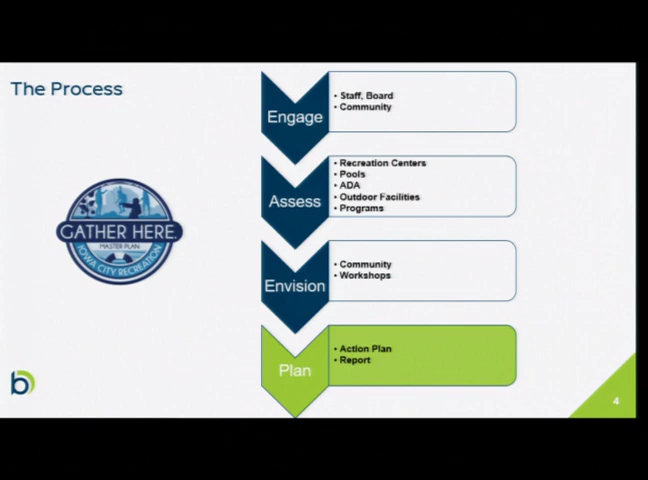 The Process
Engage
• Staff, Board
• Community
Assess
• Recreation Centers
• Pools
• ADA
• Outdoor Facilities
• Programs
GATHER HERE.
MASTER PLAN
IOWA CITY RECREATION
Envision
• Community
• Workshops
Plan
• Action Plan
• Report
b
4